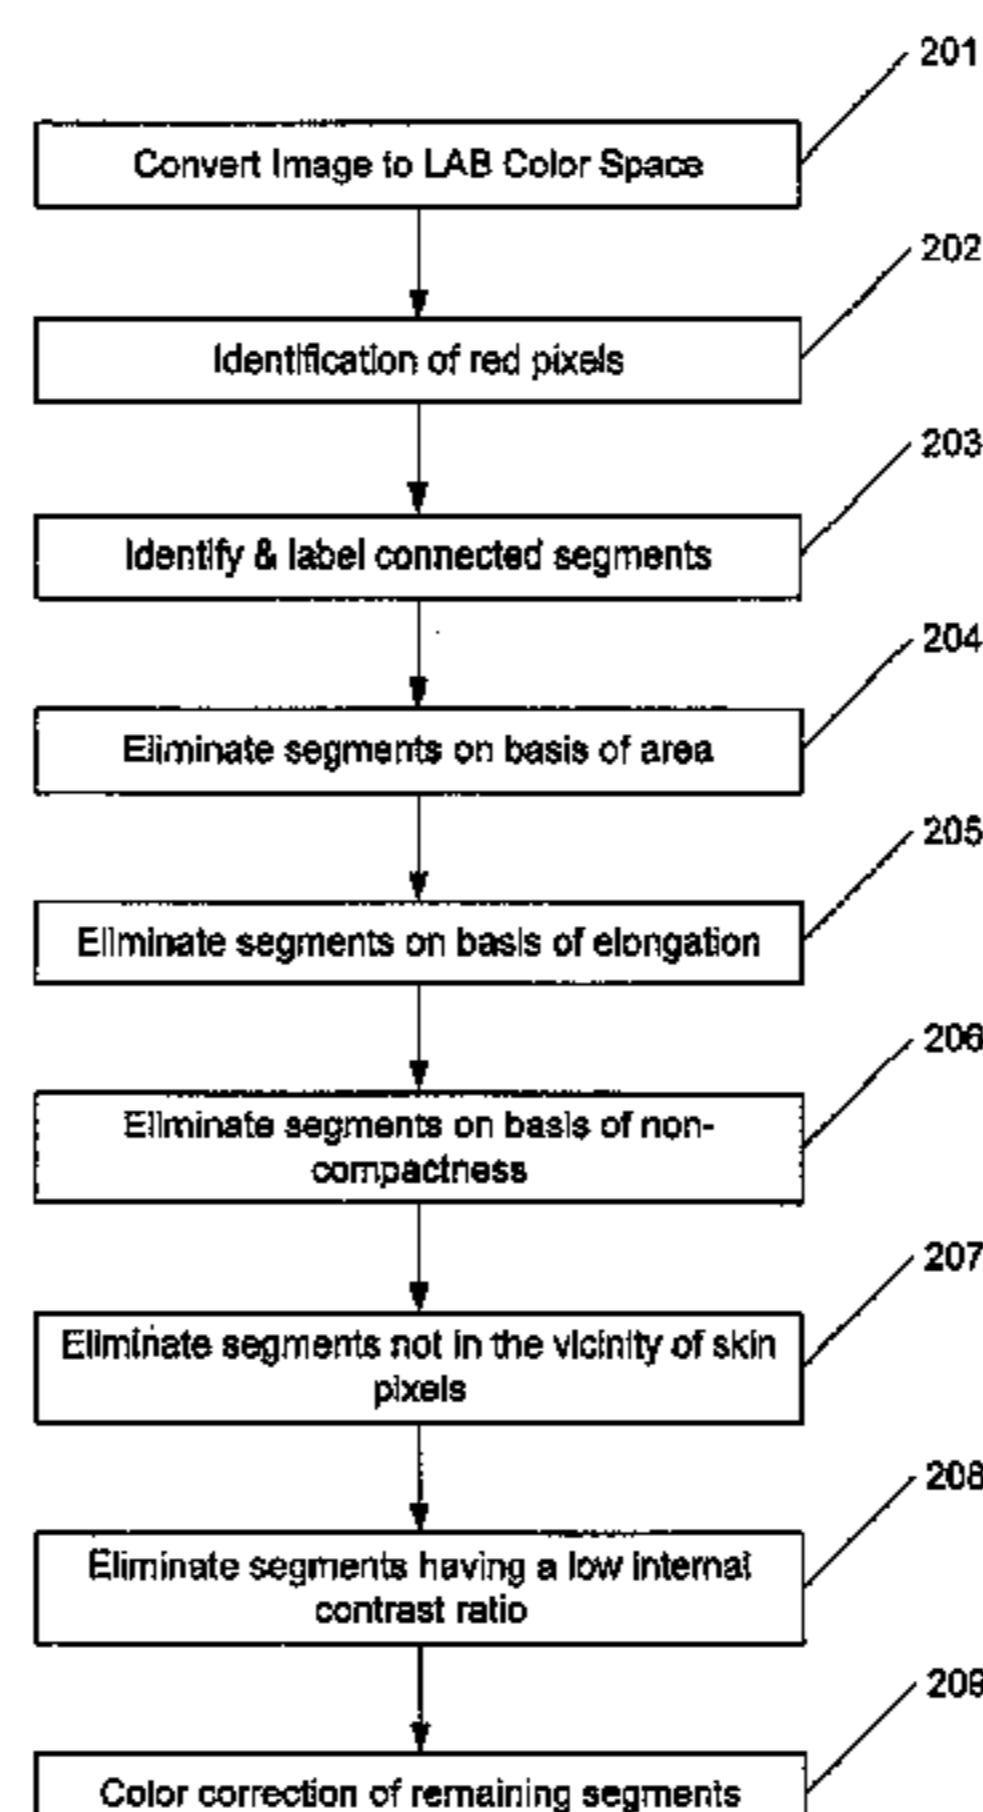 201
Convert Image to LAB Color Space
202
Identification of red pixels
203
Identify & label connected segments
204
Eliminate segments on basis of area
205
Eliminate segments on basis of elongation
206
Eliminate segments on basis of non-
compactness
207
Eliminate segments not in the vicinity of skin
pixels
208
Eliminate segments having a low internal
contrast ratio
209
Color correction of remaining segments